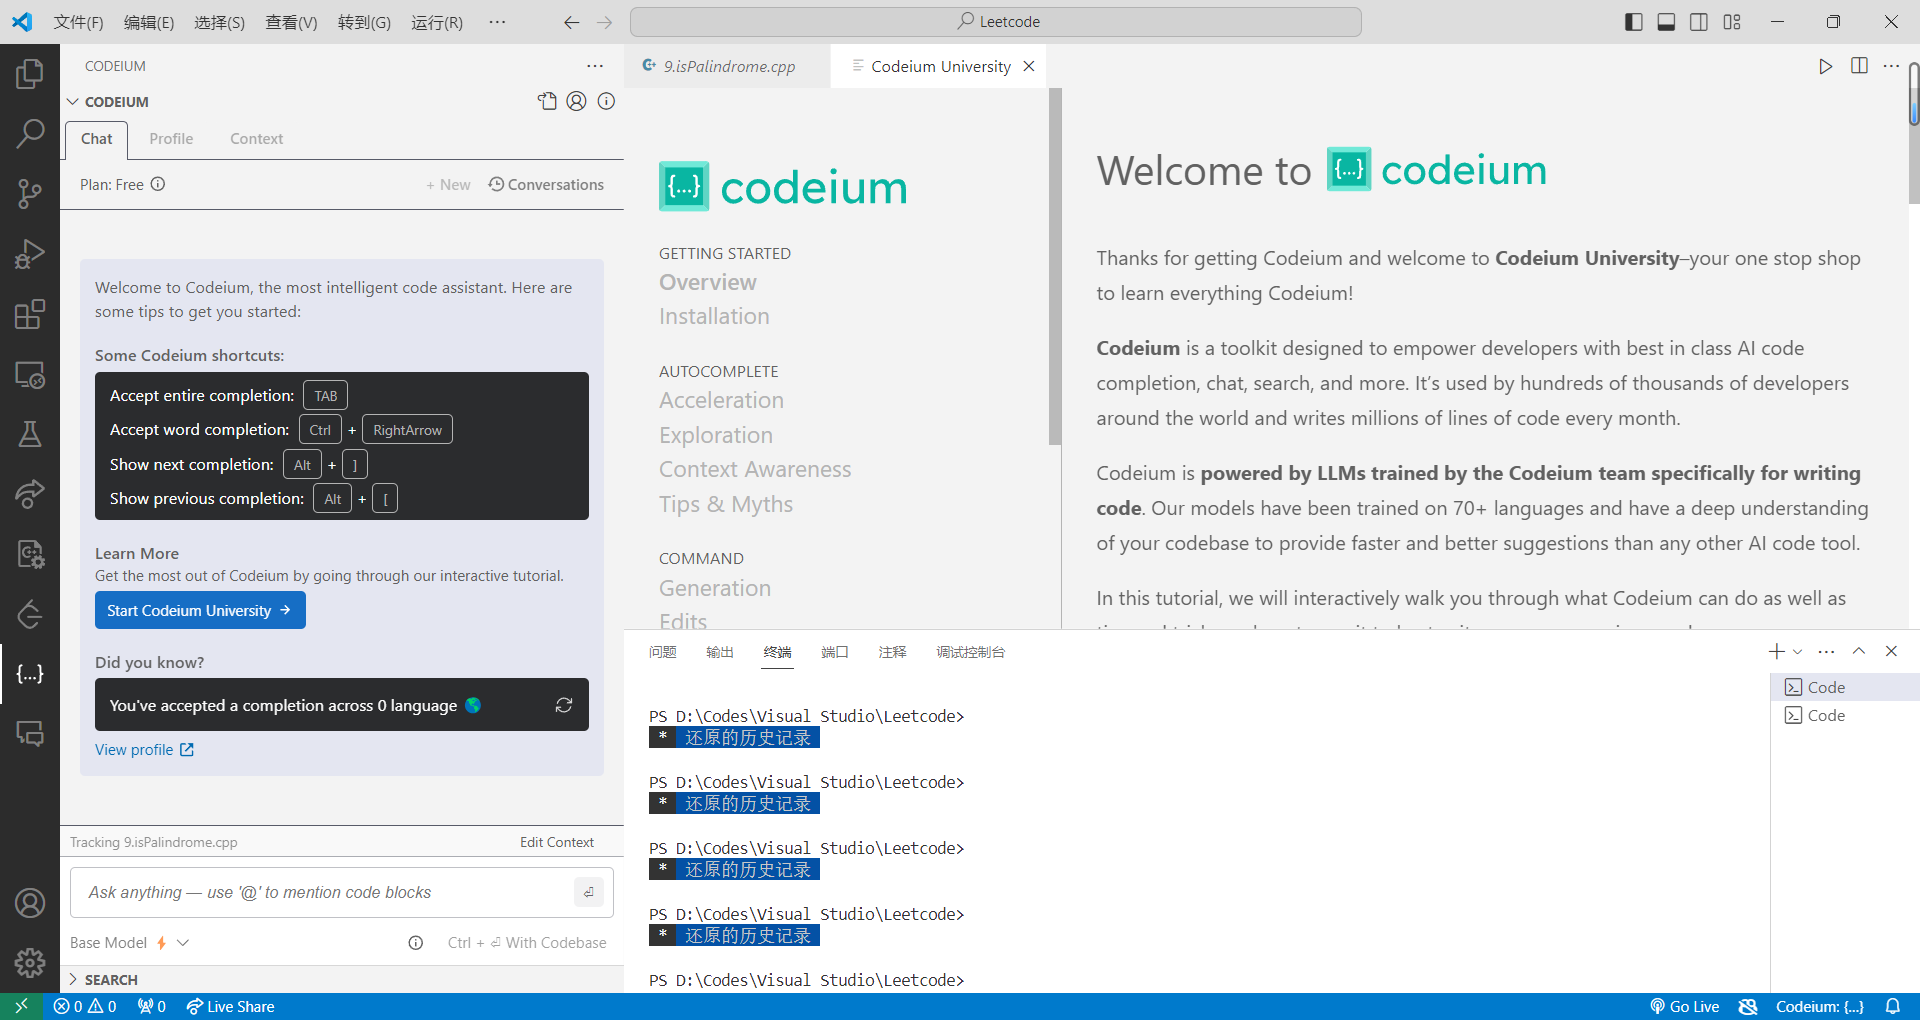 文件(F) 编辑(E) 选择(S) 查看(V) 转到(G) 运行(R) ··· Leetcode
CODEIUM
CODEIUM
Chat Profile Context
Plan: Free + New Conversations
Welcome to Codeium, the most intelligent code assistant. Here are
some tips to get you started:
Some Codeium shortcuts:
Accept entire completion: TAB
Accept word completion: Ctrl + RightArrow
Show next completion: Alt + ]
Show previous completion: Alt + [
Learn More
Get the most out of Codeium by going through our interactive tutorial.
Start Codeium University →
Did you know?
You've accepted a completion across 0 language
View profile
Tracking 9.isPalindrome.cpp Edit Context
Ask anything — use '@' to mention code blocks
Base Model Ctrl + ⏎ With Codebase
SEARCH
9.isPalindrome.cpp Codeium University
{...} codeium
GETTING STARTED
Overview
Installation
AUTOCOMPLETE
Acceleration
Exploration
Context Awareness
Tips & Myths
COMMAND
Generation
Edits
Welcome to {...} codeium
Thanks for getting Codeium and welcome to Codeium University–your one stop shop
to learn everything Codeium!
Codeium is a toolkit designed to empower developers with best in class AI code
completion, chat, search, and more. It's used by hundreds of thousands of developers
around the world and writes millions of lines of code every month.
Codeium is powered by LLMs trained by the Codeium team specifically for writing
code. Our models have been trained on 70+ languages and have a deep understanding
of your codebase to provide faster and better suggestions than any other AI code tool.
In this tutorial, we will interactively walk you through what Codeium can do as well as
问题 输出 终端 端口 注释 调试控制台
PS D:\Codes\Visual Studio\Leetcode>
* 还原的历史记录
PS D:\Codes\Visual Studio\Leetcode>
* 还原的历史记录
PS D:\Codes\Visual Studio\Leetcode>
* 还原的历史记录
PS D:\Codes\Visual Studio\Leetcode>
* 还原的历史记录
PS D:\Codes\Visual Studio\Leetcode>
Code
Code
0 0 0 Live Share Go Live Codeium: {...}